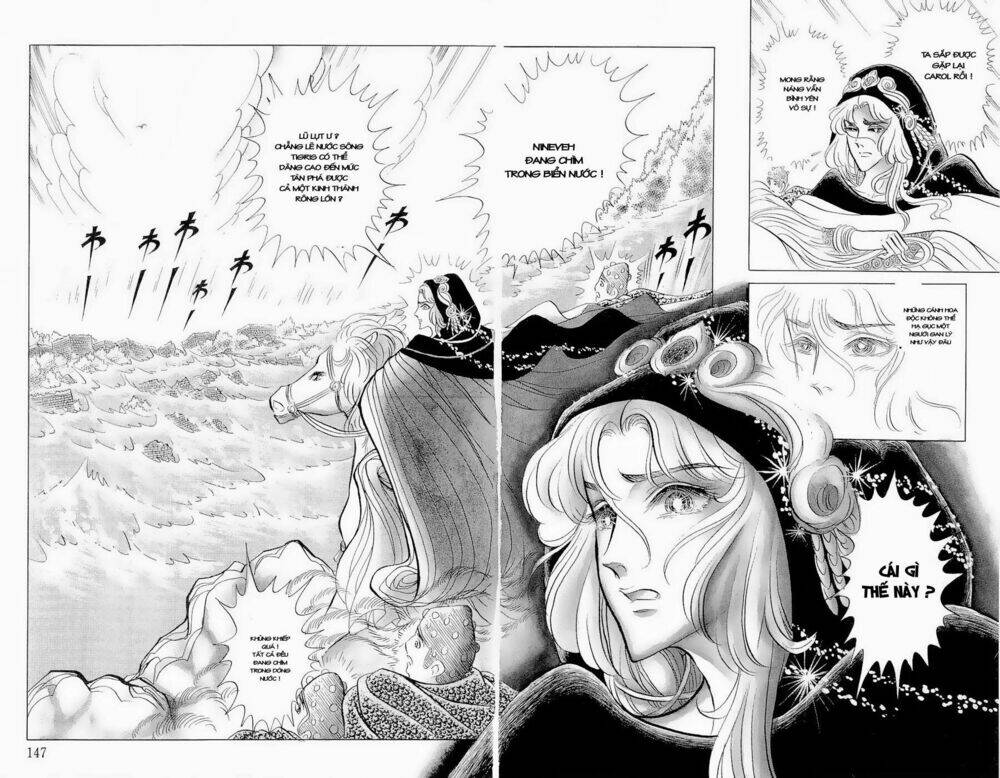 TA SẮP ĐƯỢC
GẶP LẠI
CAROL RỒI !
MONG RẰNG
NÀNG VẪN
BÌNH YÊN
VÔ SỰ !
NHỮNG CÁNH HOA
ĐỘC KHÔNG THỂ
HẠ GỤC MỘT
NGƯỜI GAN LÝ
NHƯ VẬY ĐÂU
CÁI GÌ
THẾ NÀY ?
NINEVEH
ĐANG CHÌM
TRONG BIỂN NƯỚC !
LŨ LỤT Ư ?
CHẲNG LẼ NƯỚC SÔNG
TIGRIS CÓ THỂ
DÂNG CAO ĐẾN MỨC
TÀN PHÁ ĐƯỢC
CẢ MỘT KINH THÀNH
RỘNG LỚN ?
KHỦNG KHIẾP
QUÁ !
TẤT CẢ ĐỀU
ĐANG CHÌM
TRONG DÒNG
NƯỚC !
147